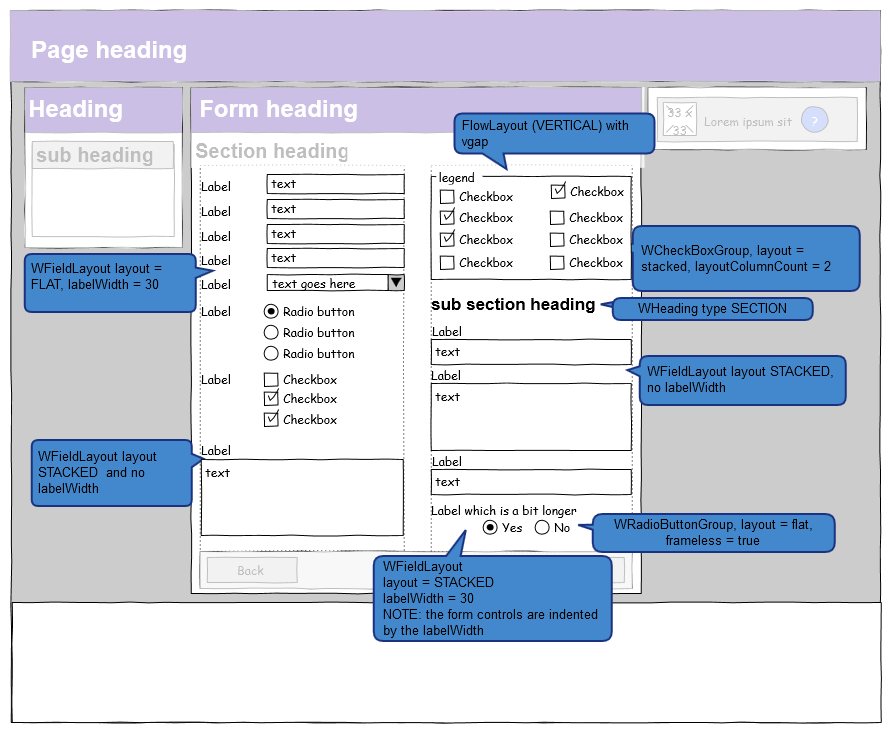 Page heading
Heading
sub heading
Form heading
Section heading
33 x
33
Lorem ipsum sit
?
FlowLayout (VERTICAL) with
vgap
Label
text
Label
text
Label
text
Label
text
Label
text goes here
Label
Radio button
Radio button
Radio button
Label
Checkbox
Checkbox
Checkbox
Label
text
WFieldLayout layout =
FLAT, labelWidth = 30
WFieldLayout layout
STACKED and no
labelWidth
legend
Checkbox
Checkbox
Checkbox
Checkbox
Checkbox
Checkbox
Checkbox
Checkbox
WCheckBoxGroup, layout =
stacked, layoutColumnCount = 2
sub section heading
WHeading type SECTION
Label
text
Label
text
Label
text
WFieldLayout layout STACKED,
no labelWidth
Label which is a bit longer
Yes
No
WRadioButtonGroup, layout = flat,
frameless = true
Back
WFieldLayout
layout = STACKED
labelWidth = 30
NOTE: the form controls are indented
by the labelWidth